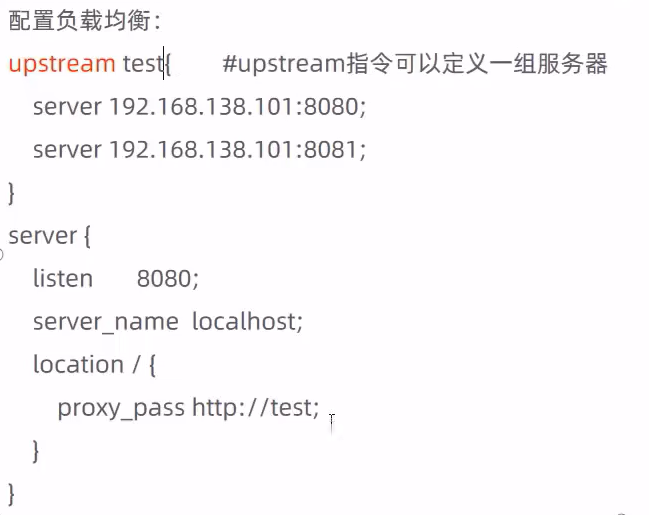 配置负载均衡：
upstream test{ #upstream指令可以定义一组服务器
server 192.168.138.101:8080;
server 192.168.138.101:8081;
}
server {
listen 8080;
server_name localhost;
location / {
proxy_pass http://test;
}
}